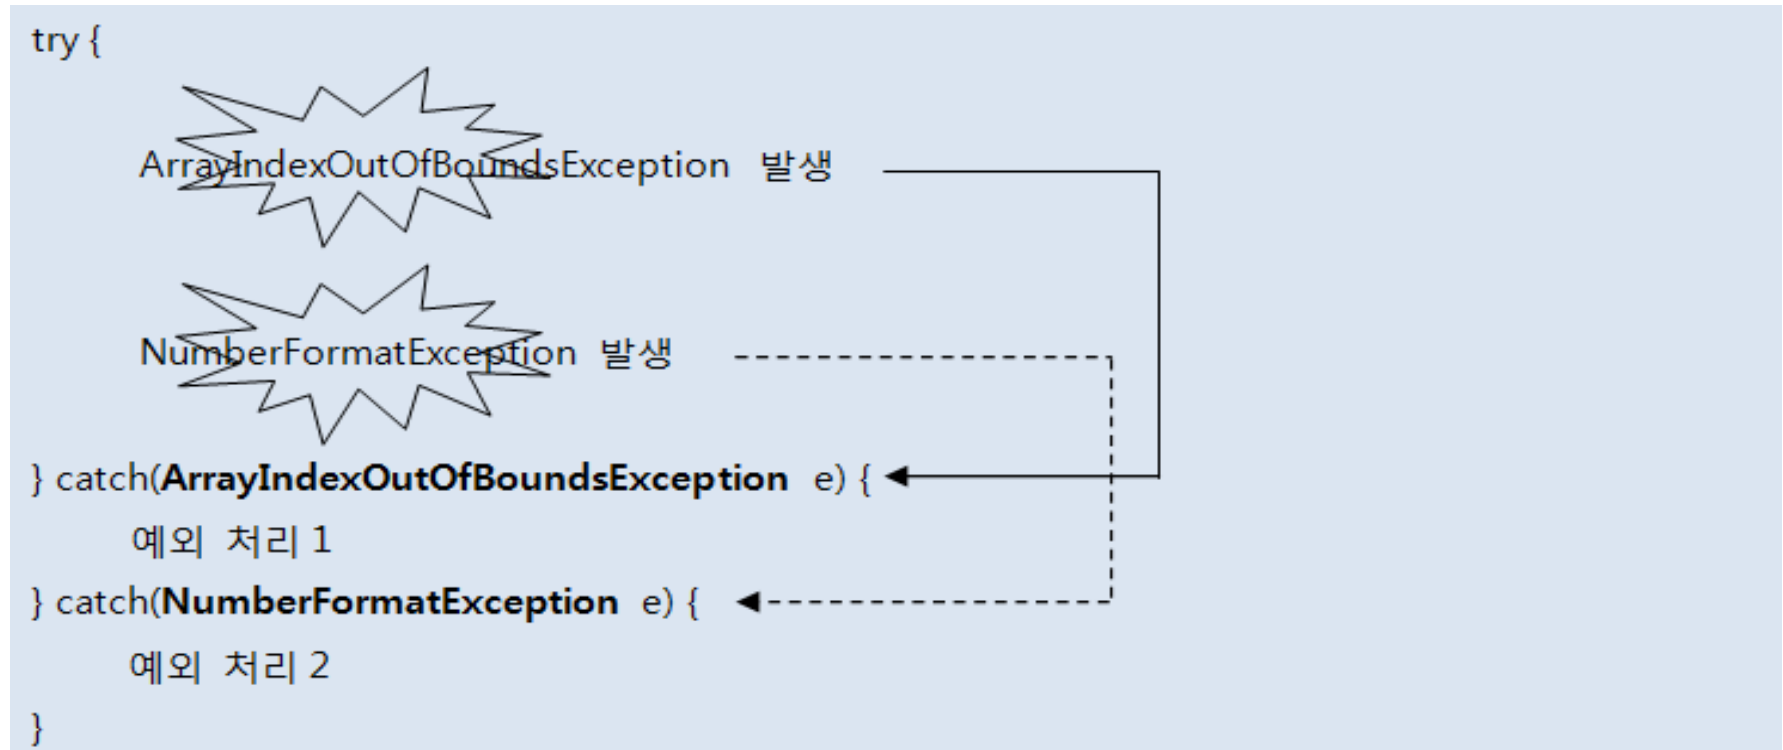 try {
ArrayIndexOutOfBoundsException 발생
NumberFormatException 발생
} catch(ArrayIndexOutOfBoundsException e) {
예외 처리 1
} catch(NumberFormatException e) {
예외 처리 2
}